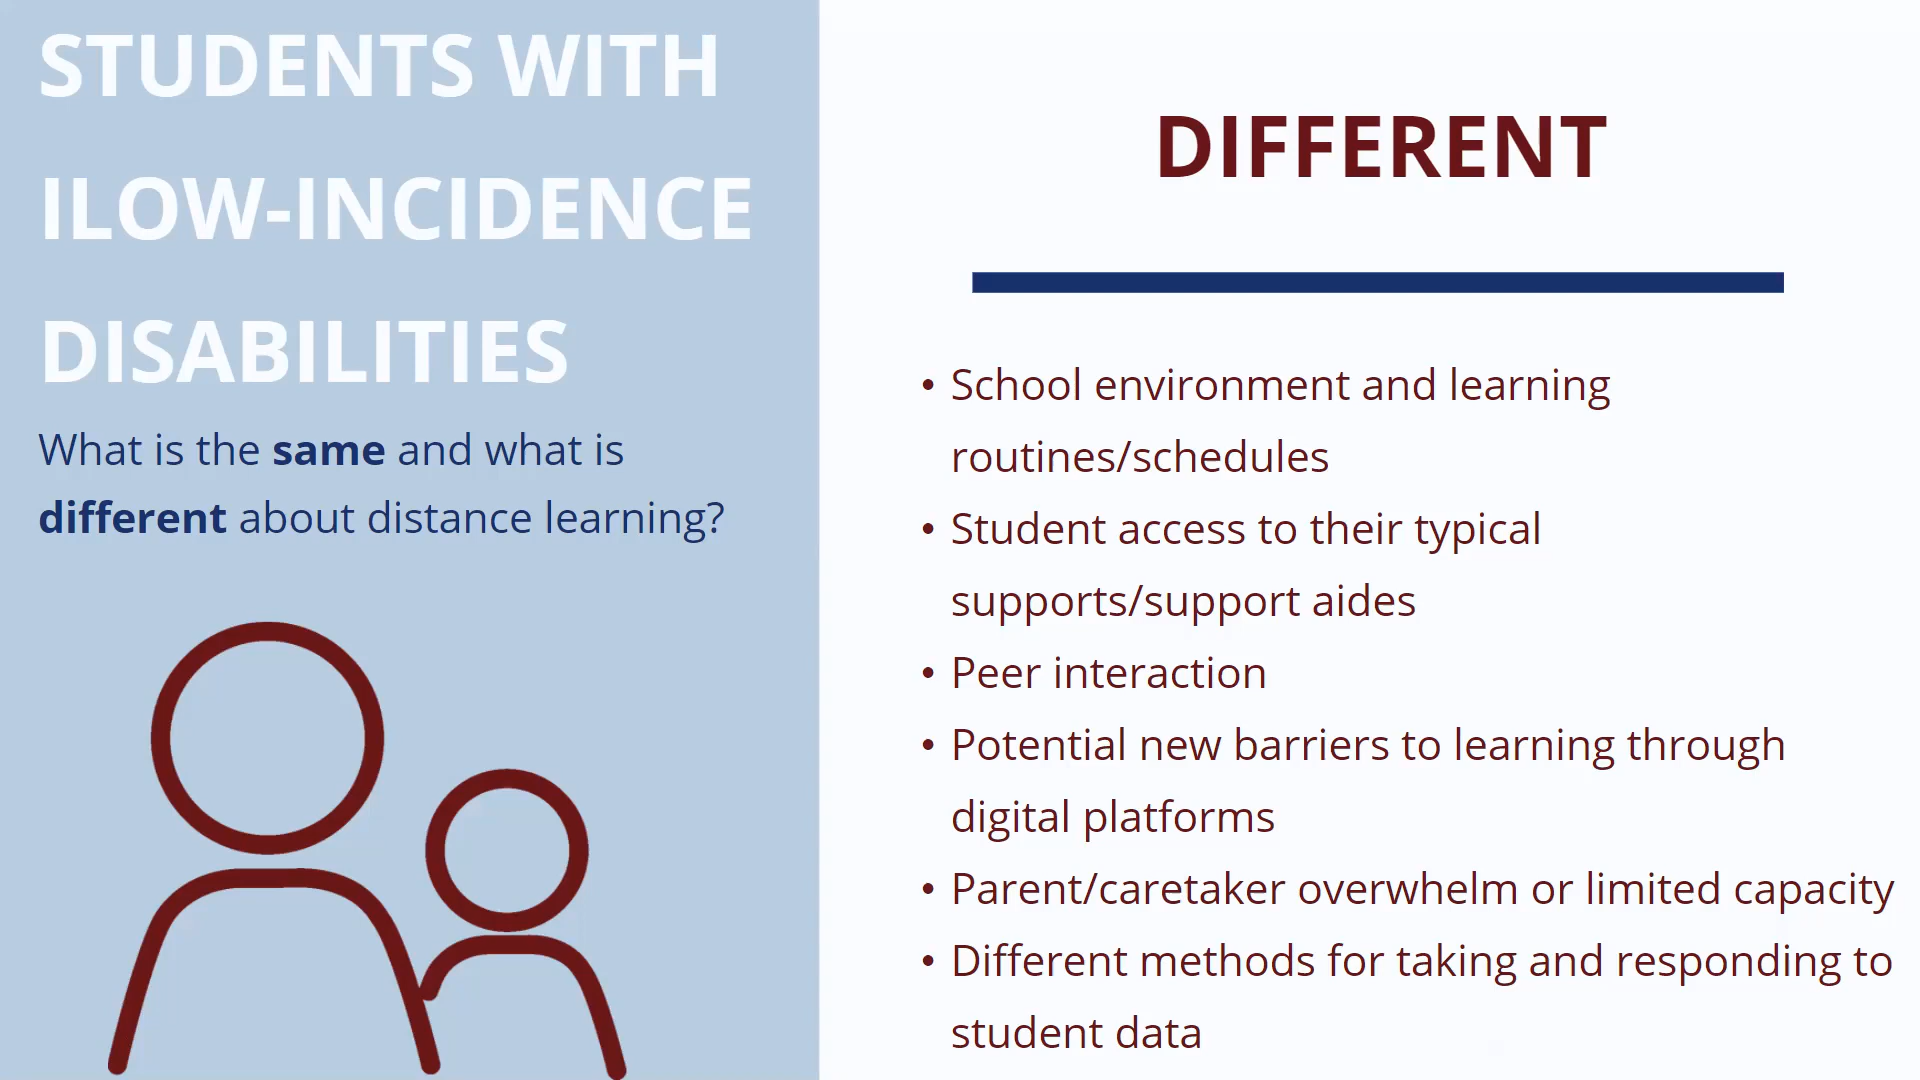 STUDENTS WITH
ILOW-INCIDENCE
DISABILITIES
What is the same and what is
different about distance learning?
DIFFERENT
• School environment and learning
routines/schedules
• Student access to their typical
supports/support aides
• Peer interaction
• Potential new barriers to learning through
digital platforms
• Parent/caretaker overwhelm or limited capacity
• Different methods for taking and responding to
student data